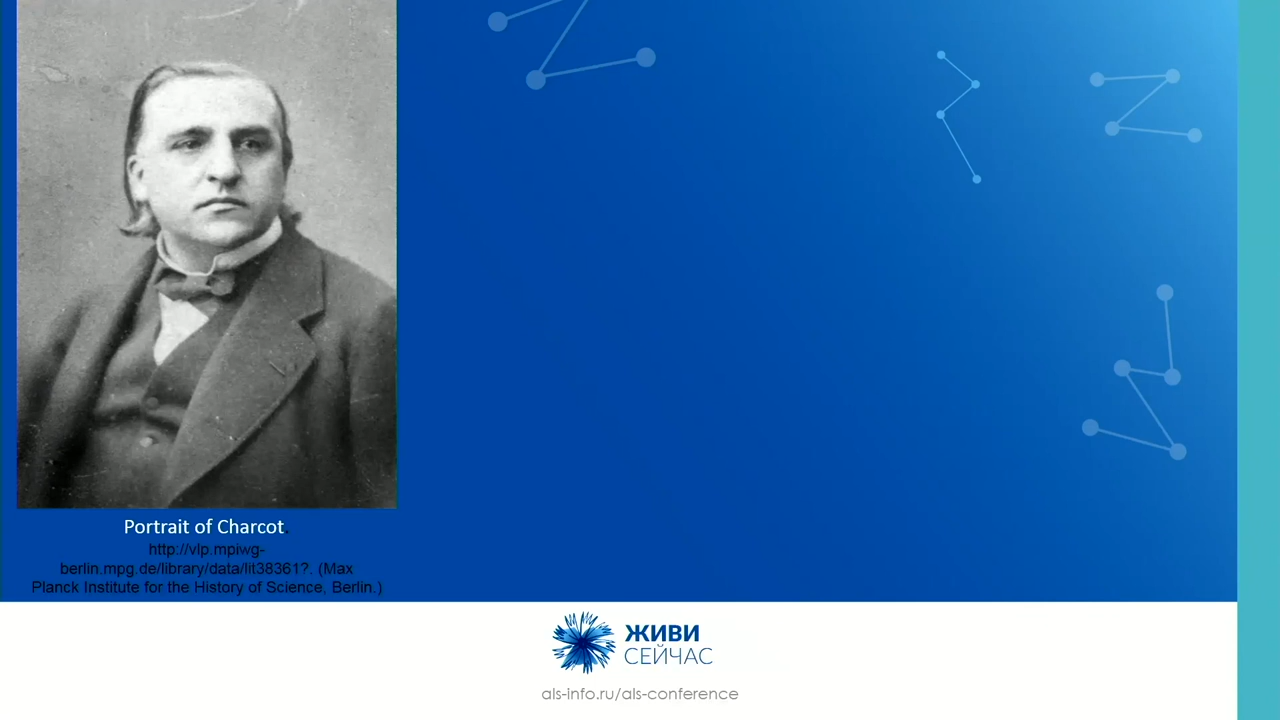 Portrait of Charcot.
http://vlp.mpiwg-
berlin.mpg.de/library/data/lit38361?. (Max
Planck Institute for the History of Science, Berlin.)
ЖИВИ
СЕЙЧАС
als-info.ru/als-conference